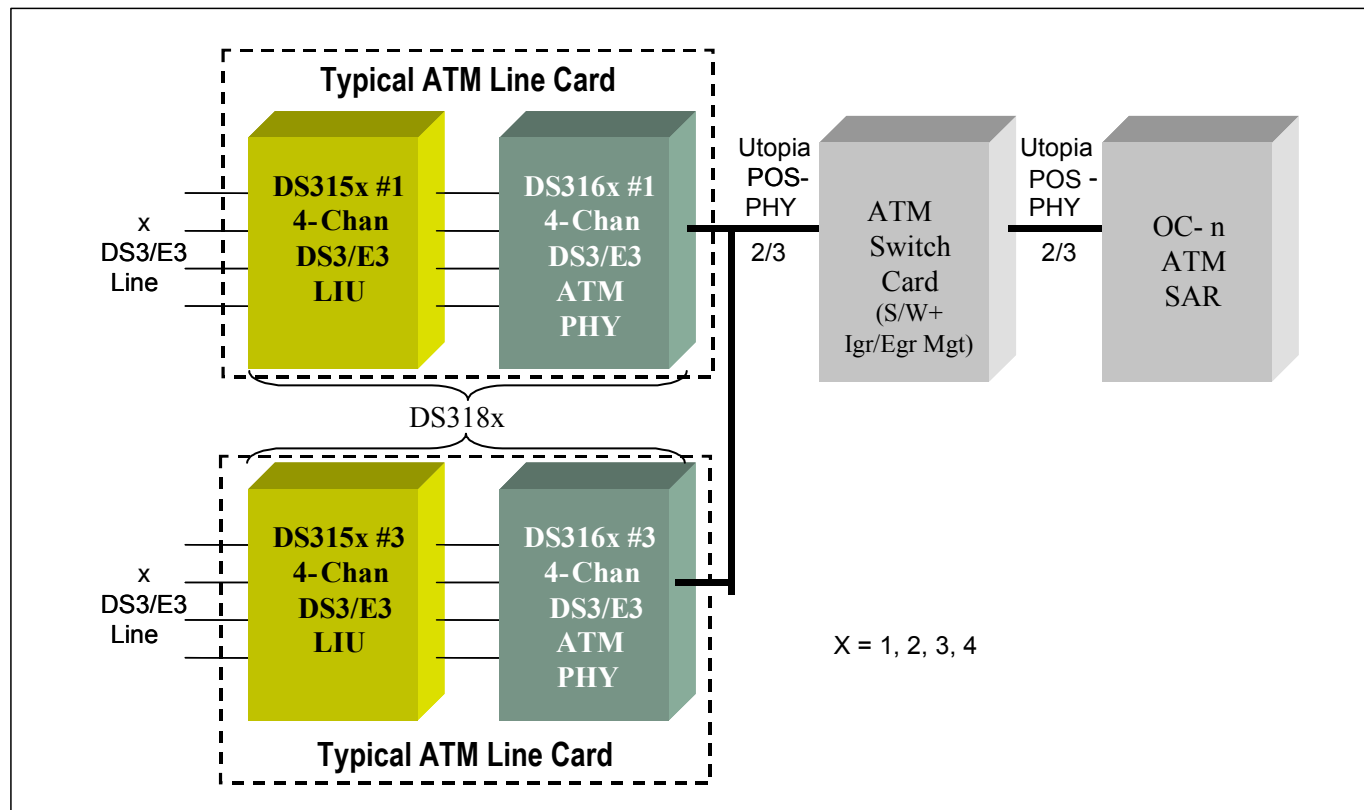 Typical ATM Line Card
x
DS3/E3
Line
DS315x #1
4-Chan
DS3/E3
LIU
DS316x #1
4-Chan
DS3/E3
ATM
PHY
Utopia
POS-
PHY
2/3
ATM
Switch
Card
(S/W+
Igr/Egr Mgt)
Utopia
POS -
PHY
2/3
OC- n
ATM
SAR
DS318x
x
DS3/E3
Line
DS315x #3
4-Chan
DS3/E3
LIU
DS316x #3
4-Chan
DS3/E3
ATM
PHY
X = 1, 2, 3, 4
Typical ATM Line Card